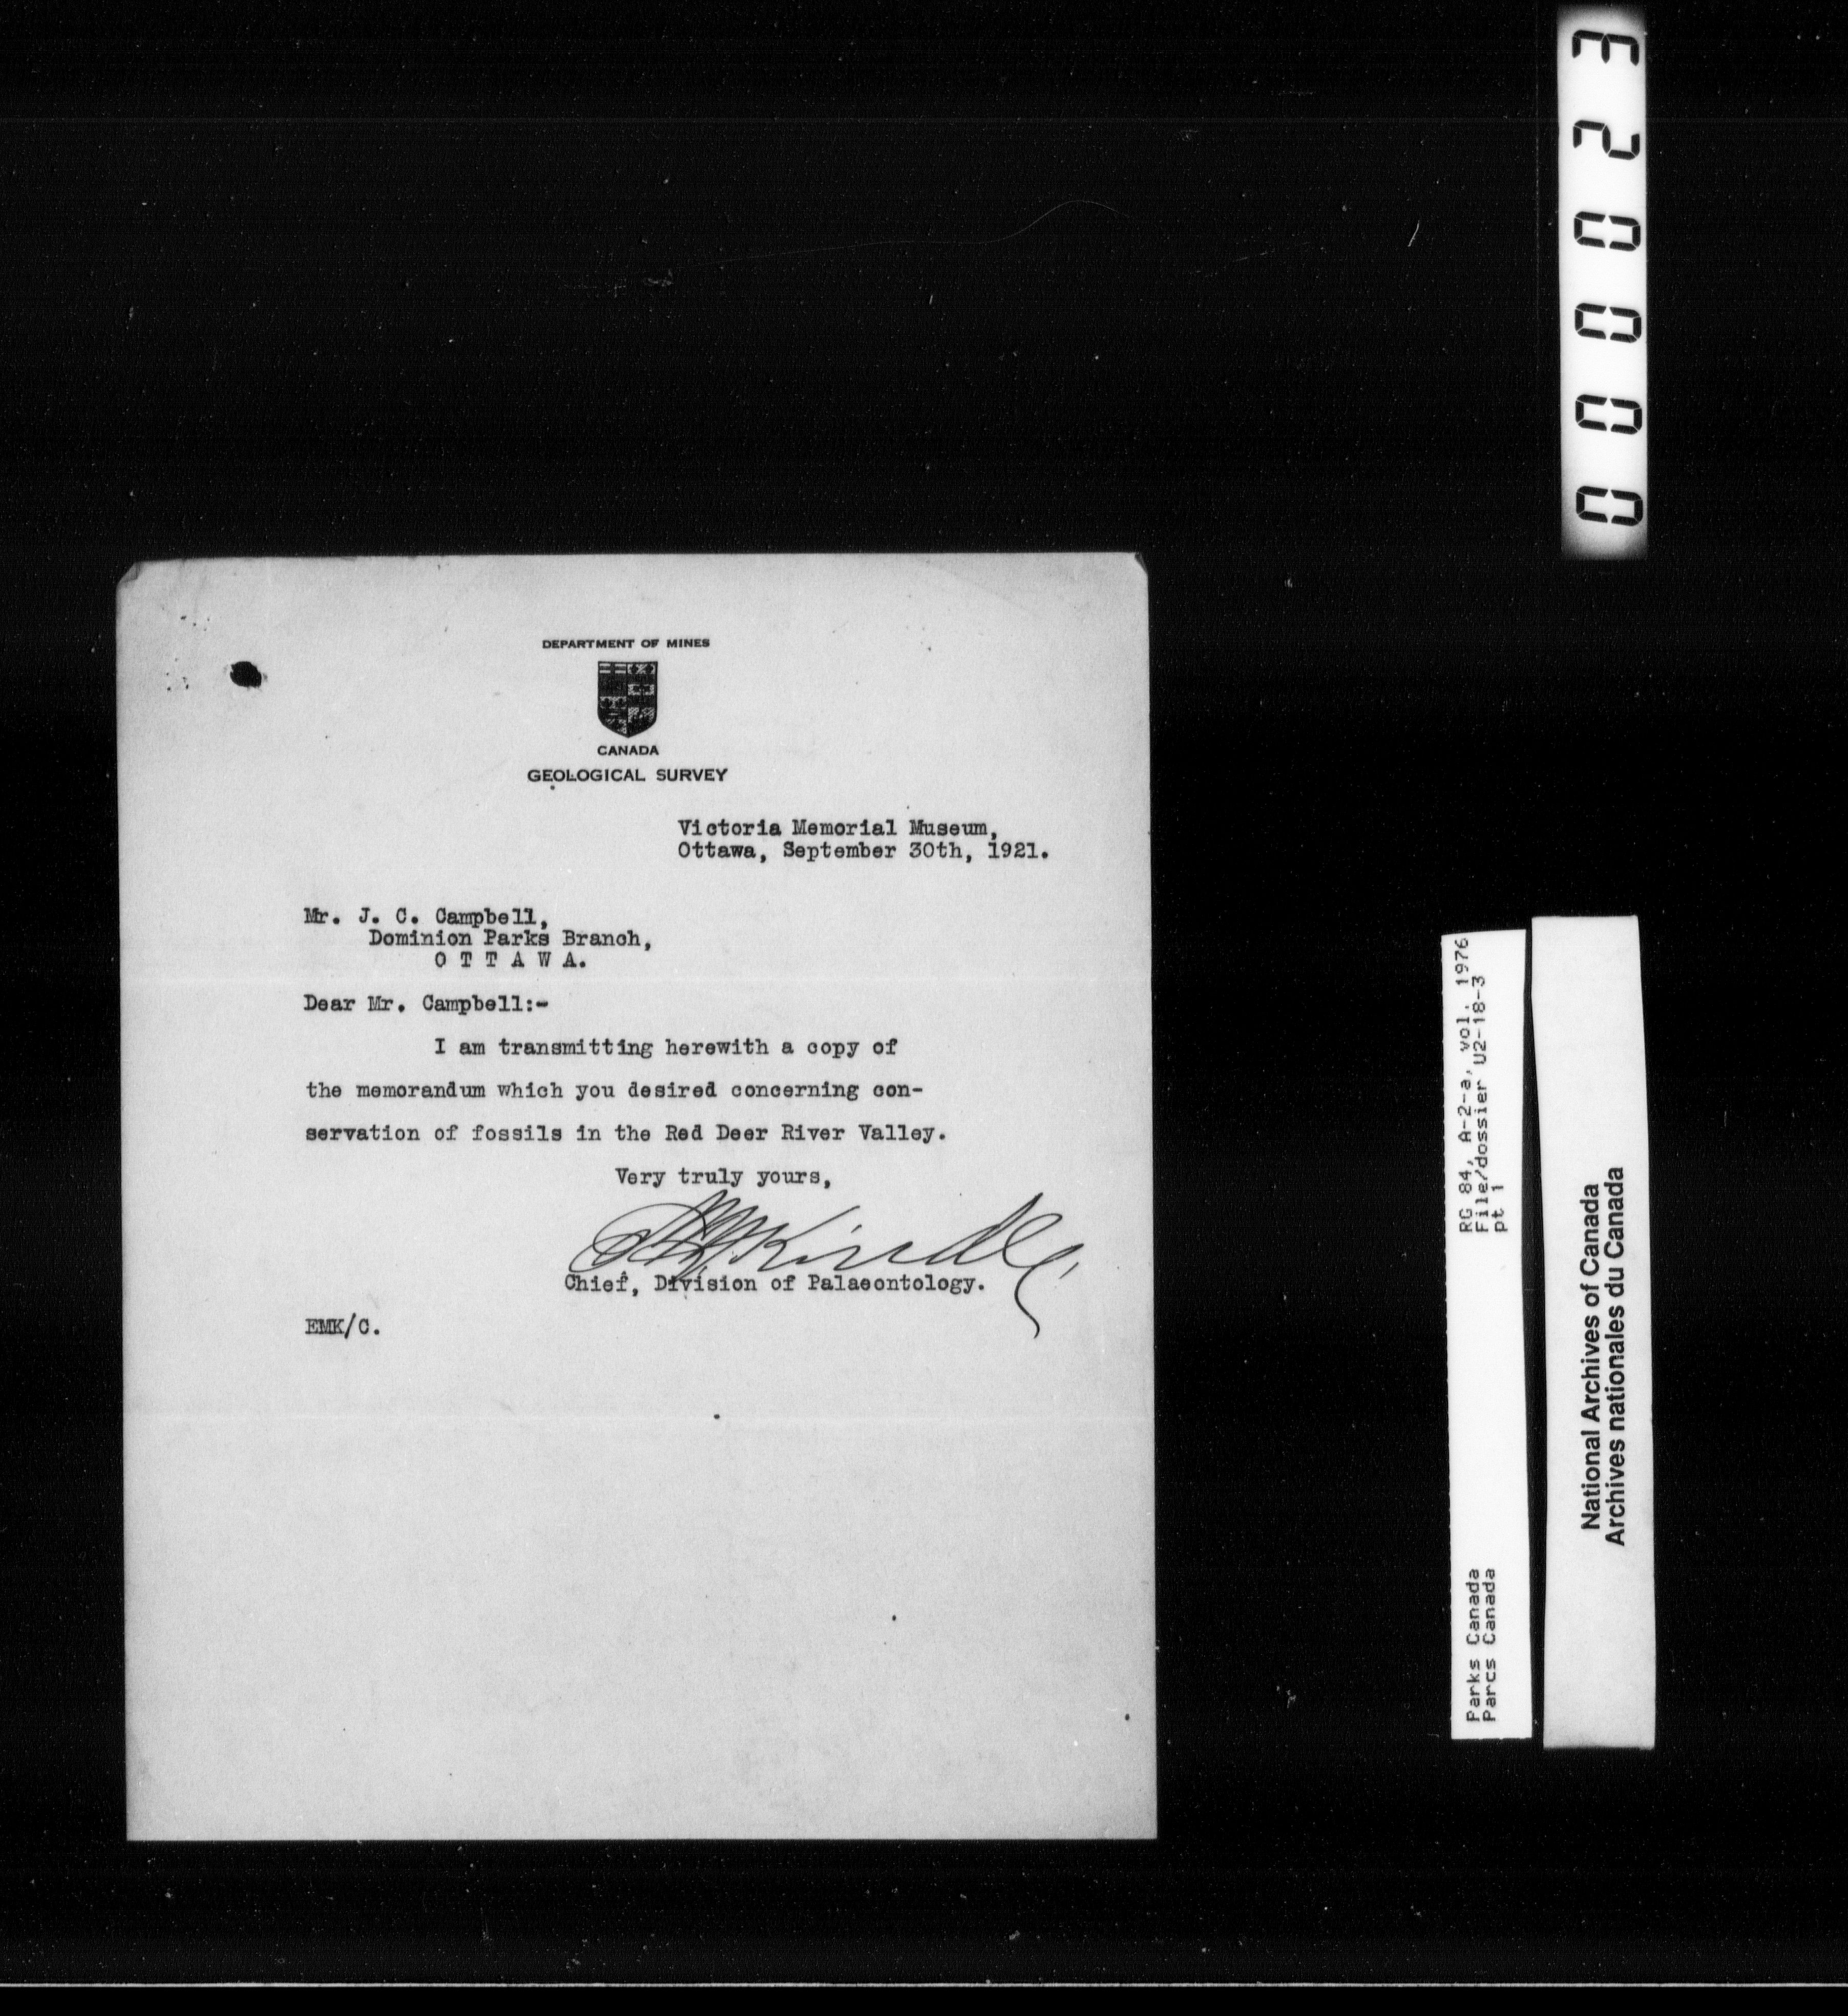 DEPARTMENT OF MINES
CANADA
GEOLOGICAL SURVEY
Victoria Memorial Museum,
Ottawa, September 30th, 1921.
Mr. J. C. Campbell,
Dominion Parks Branch,
O T T A W A.
Dear Mr. Campbell:-
I am transmitting herewith a copy of
the memorandum which you desired concerning con-
servation of fossils in the Red Deer River Valley.
Very truly yours,
EMKindle
Chief, Division of Palaeontology.
EMK/C.
000023
RG 84, A-2-a, vol. 1976
File/dossier U2-18-3
pt 1
Parks Canada
Parcs Canada
National Archives of Canada
Archives nationales du Canada